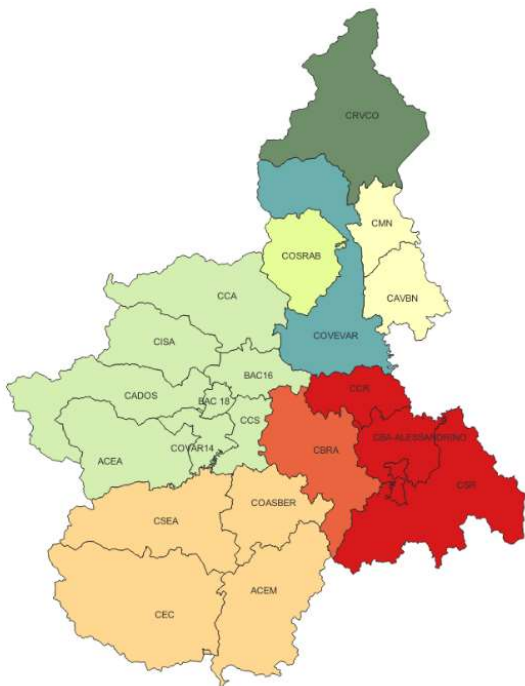 CRVCO
CMN
COSRAB
CCA
CAVBN
COVEVAR
CISA
BAC16
CCR
CADOS
BAC 18
CCS
CBA-ALESSANDRINO
COVAR14
CBRA
ACEA
CSR
COASBER
CSEA
ACEM
CEC